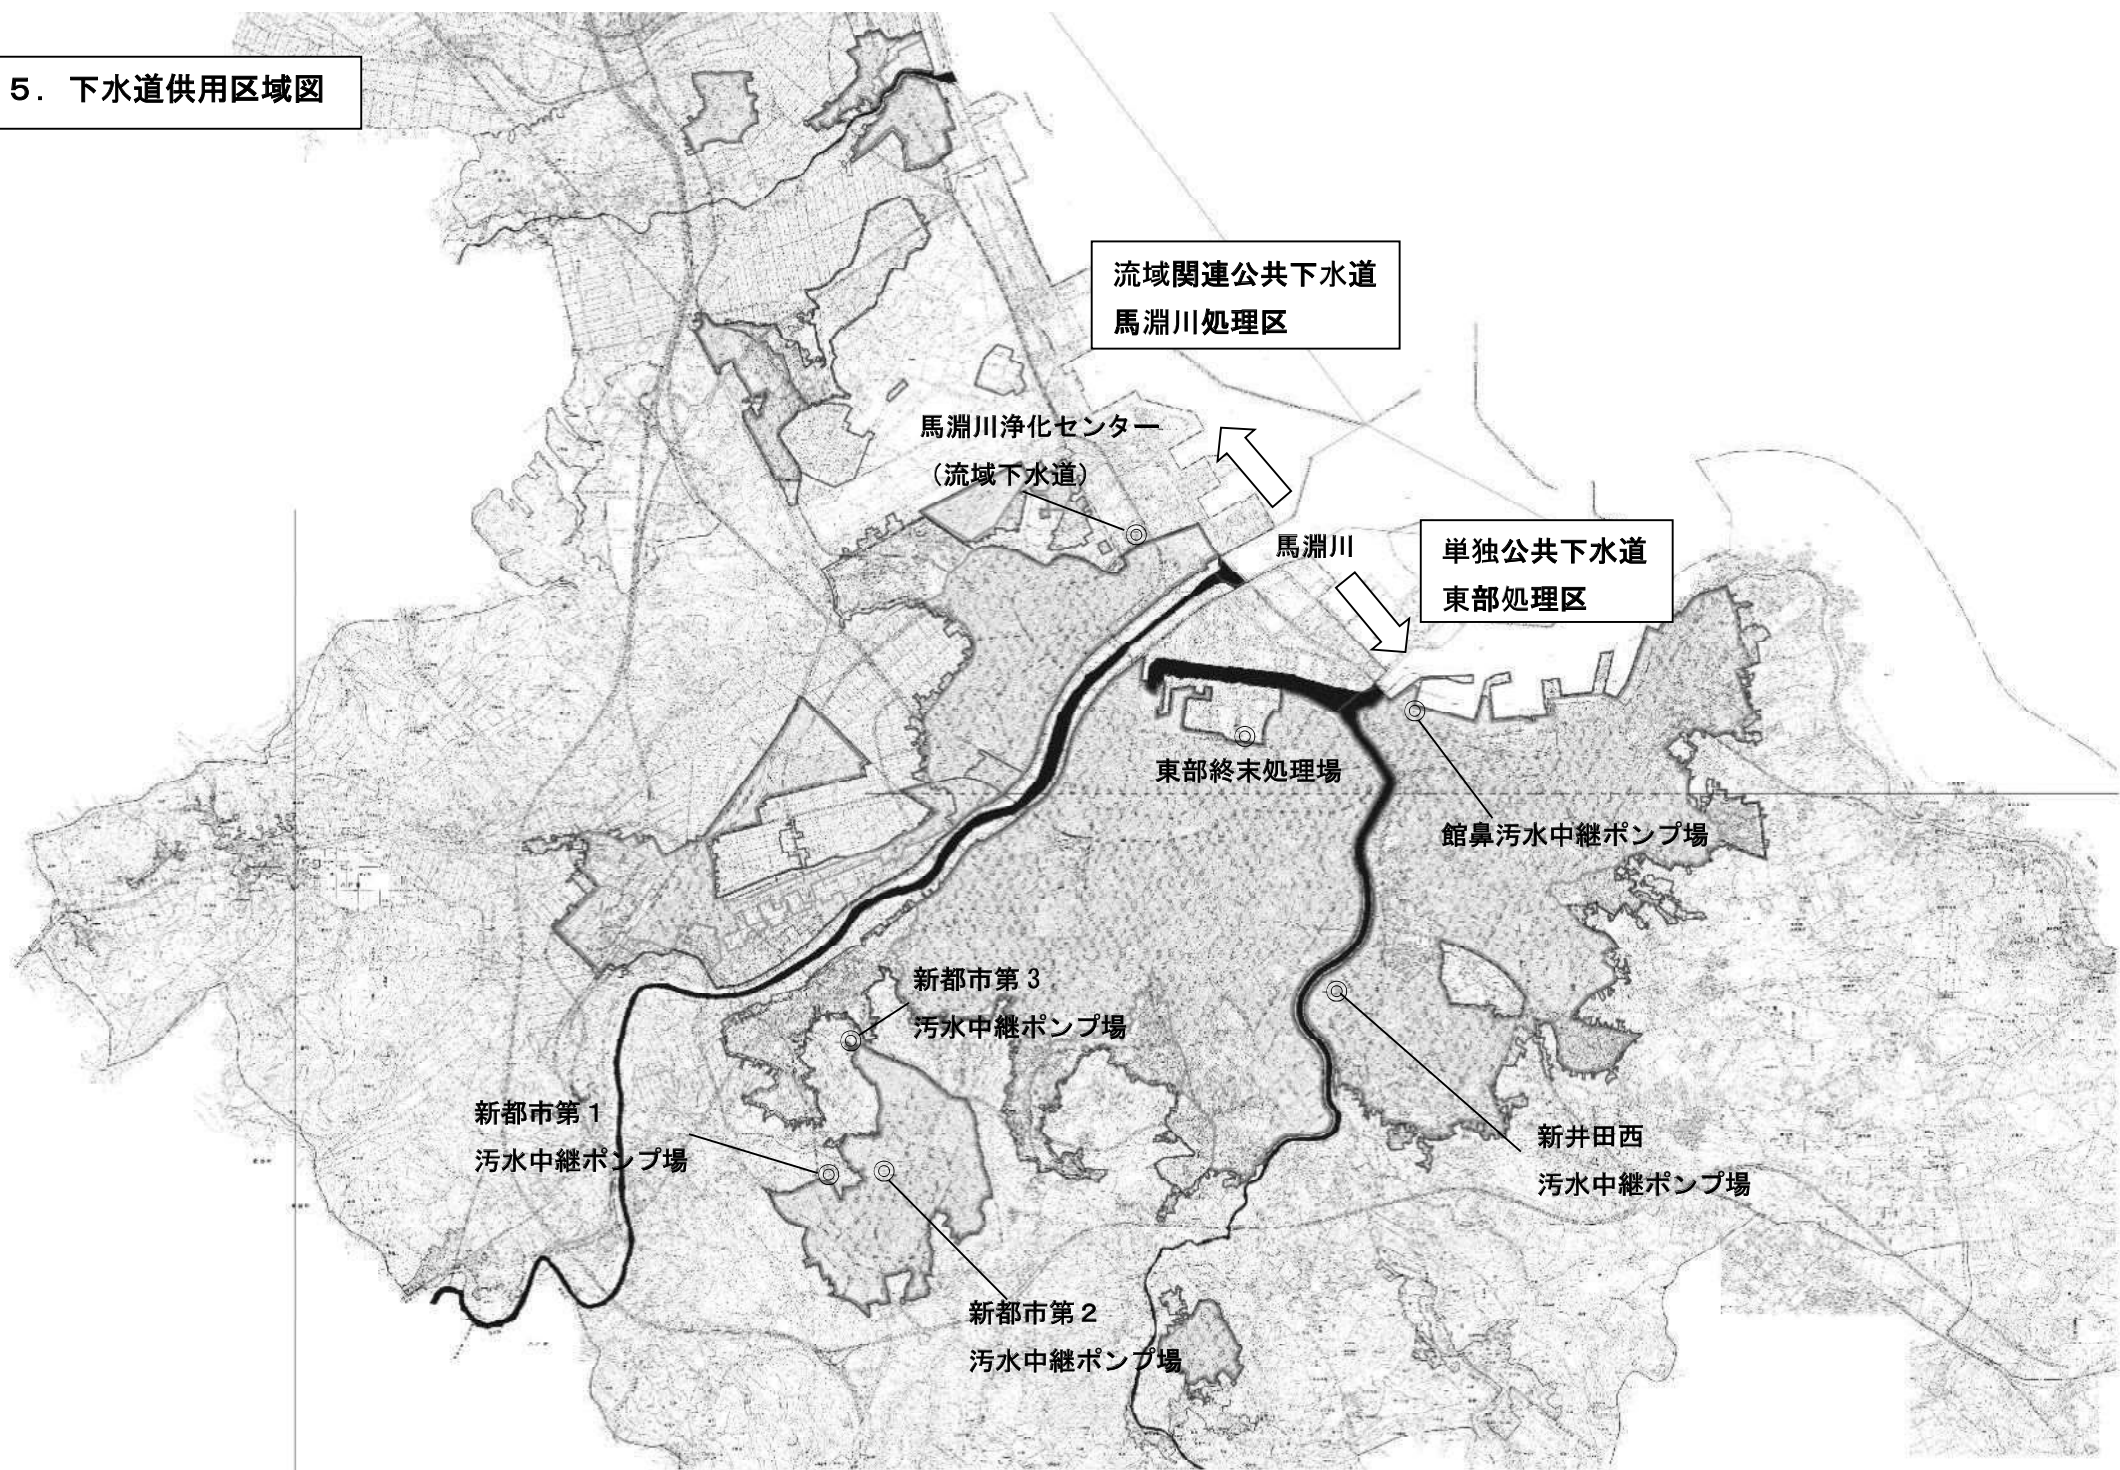 5．下水道供用区域図
流域関連公共下水道
馬淵川処理区
馬淵川浄化センター
（流域下水道）
馬淵川
単独公共下水道
東部処理区
東部終末処理場
館鼻汚水中継ポンプ場
新都市第3
汚水中継ポンプ場
新都市第1
汚水中継ポンプ場
新井田西
汚水中継ポンプ場
新都市第2
汚水中継ポンプ場